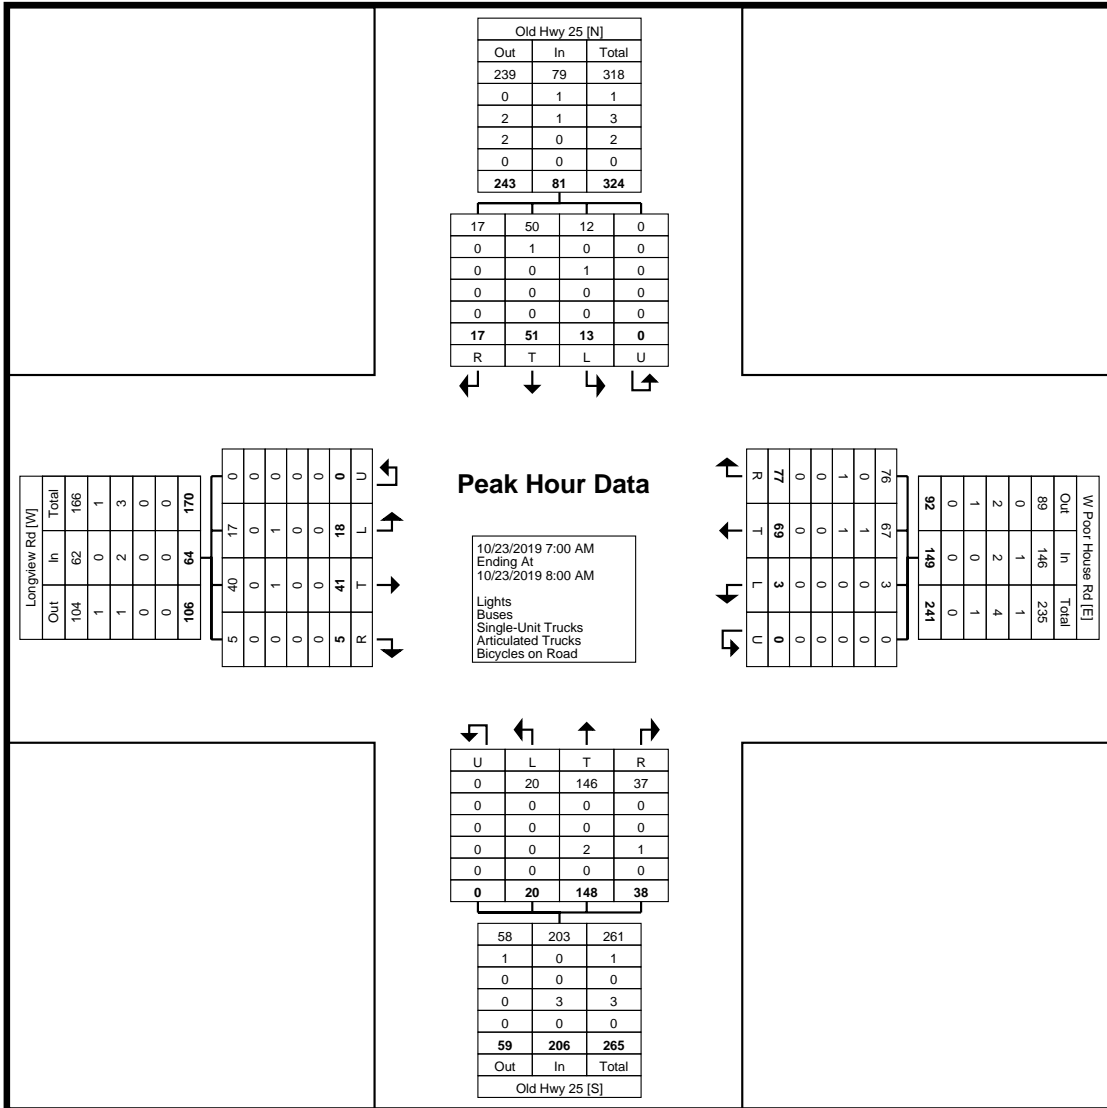 Old Hwy 25 [N]
Out In Total
239 79 318
0 1 1
2 1 3
2 0 2
0 0 0
243 81 324
17 50 12 0
0 1 0 0
0 0 1 0
0 0 0 0
0 0 0 0
17 51 13 0
R T L U
Longview Rd [W]
Total In Out
166 62 104
1 0 1
3 2 1
0 0 0
0 0 0
170 64 106
0 17 40 5
0 0 0 0
0 1 1 0
0 0 0 0
0 0 0 0
0 18 41 5
U L T R
Peak Hour Data
10/23/2019 7:00 AM
Ending At
10/23/2019 8:00 AM
Lights
Buses
Single-Unit Trucks
Articulated Trucks
Bicycles on Road
R T L U
77 69 3 0
0 0 0 0
0 0 0 0
1 1 0 0
0 1 0 0
76 67 3 0
W Poor House Rd [E]
Out In Total
89 146 235
0 1 1
2 2 4
1 0 1
0 0 0
92 149 241
U L T R
0 20 146 37
0 0 0 0
0 0 0 0
0 0 2 1
0 0 0 0
0 20 148 38
58 203 261
1 0 1
0 0 0
0 3 3
0 0 0
59 206 265
Out In Total
Old Hwy 25 [S]